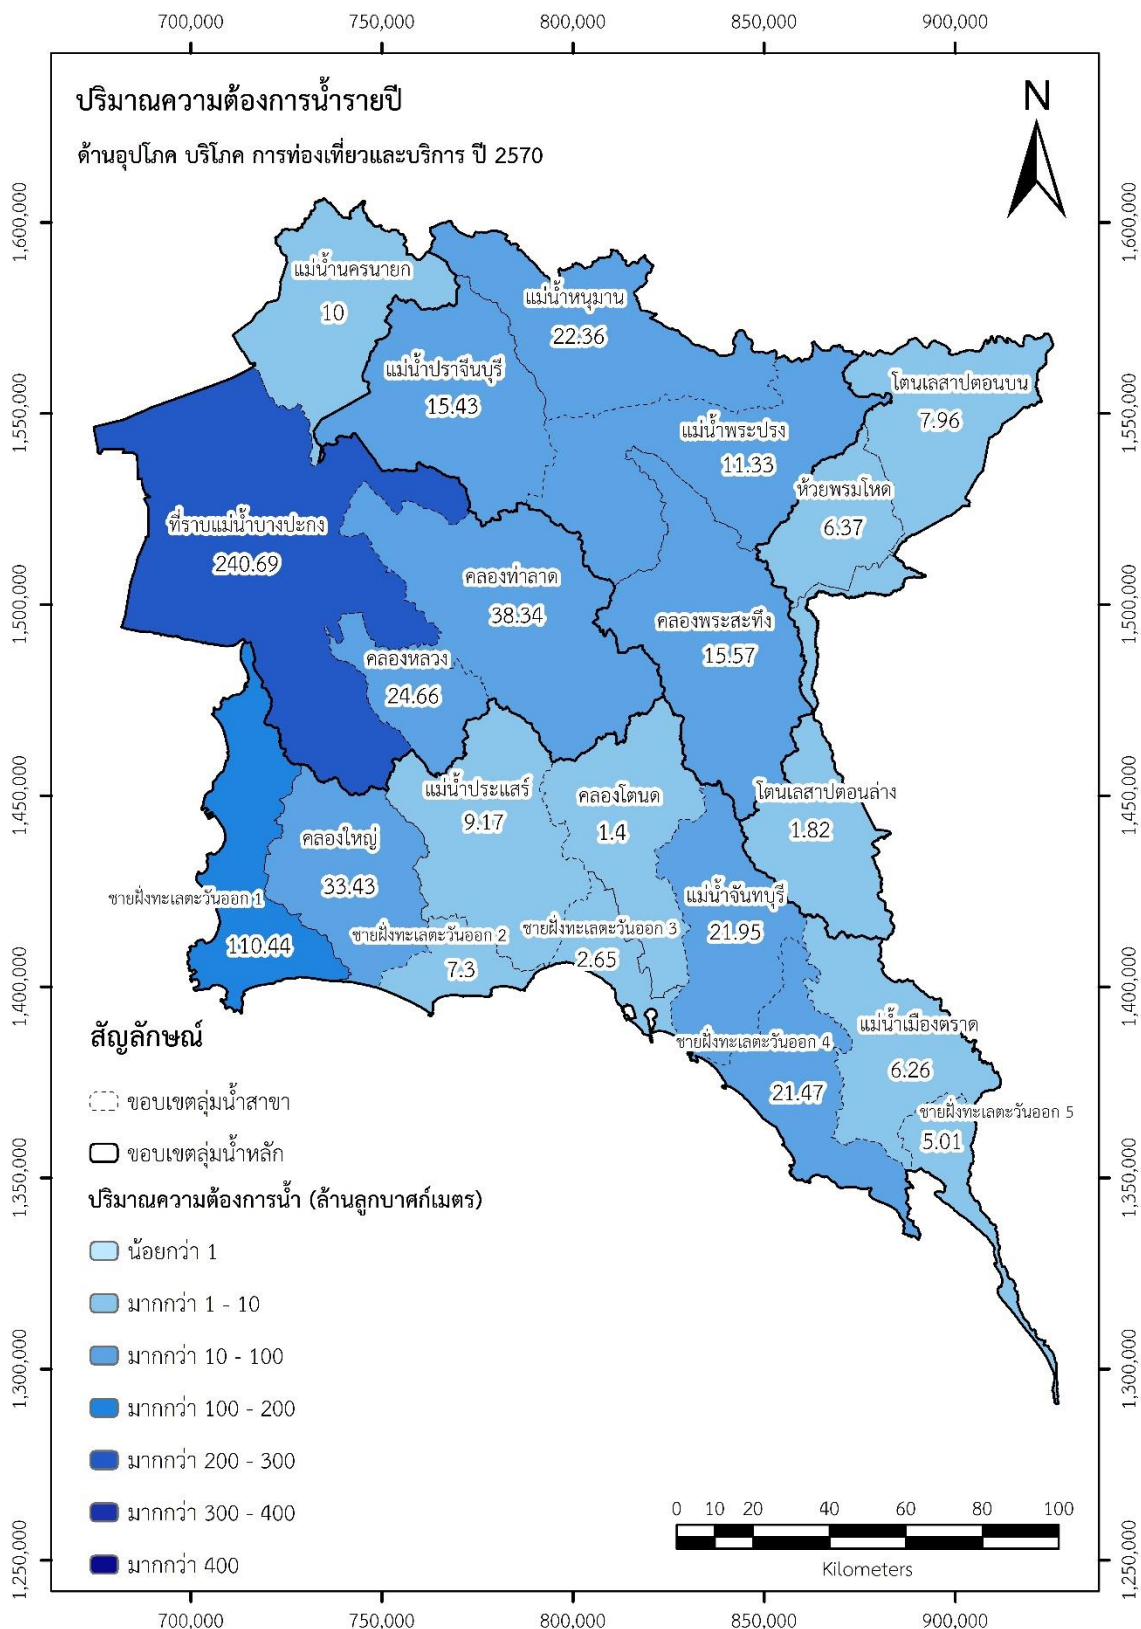 700,000 750,000 800,000 850,000 900,000
ปริมาณความต้องการน้ำรายปี
ด้านอุปโภค บริโภค การท่องเที่ยวและบริการ ปี 2570
N
1,600,000 1,600,000
แม่น้ำนครนายก
10
แม่น้ำหนุมาน
22.36
แม่น้ำปราจีนบุรี
15.43
โตนเลสาปตอนบน
7.96
1,550,000 1,550,000
แม่น้ำพระปรง
11.33
ห้วยพรมโหด
6.37
ที่ราบแม่น้ำบางปะกง
240.69
คลองท่าลาด
38.34
1,500,000 1,500,000
คลองพระสะทึง
15.57
คลองหลวง
24.66
แม่น้ำประแสร์
9.17
คลองโตนด
1.4
โตนเลสาปตอนล่าง
1.82
1,450,000 1,450,000
คลองใหญ่
33.43
ชายฝั่งทะเลตะวันออก 1
110.44
แม่น้ำจันทบุรี
21.95
ชายฝั่งทะเลตะวันออก 2
7.3
ชายฝั่งทะเลตะวันออก 3
2.65
1,400,000 1,400,000
แม่น้ำเมืองตราด
6.26
ชายฝั่งทะเลตะวันออก 4
21.47
ชายฝั่งทะเลตะวันออก 5
5.01
สัญลักษณ์
ขอบเขตลุ่มน้ำสาขา
ขอบเขตลุ่มน้ำหลัก
1,350,000 1,350,000
ปริมาณความต้องการน้ำ (ล้านลูกบาศก์เมตร)
น้อยกว่า 1
มากกว่า 1 - 10
มากกว่า 10 - 100
1,300,000 1,300,000
มากกว่า 100 - 200
มากกว่า 200 - 300
มากกว่า 300 - 400
มากกว่า 400
0 10 20 40 60 80 100
Kilometers
1,250,000 1,250,000
700,000 750,000 800,000 850,000 900,000